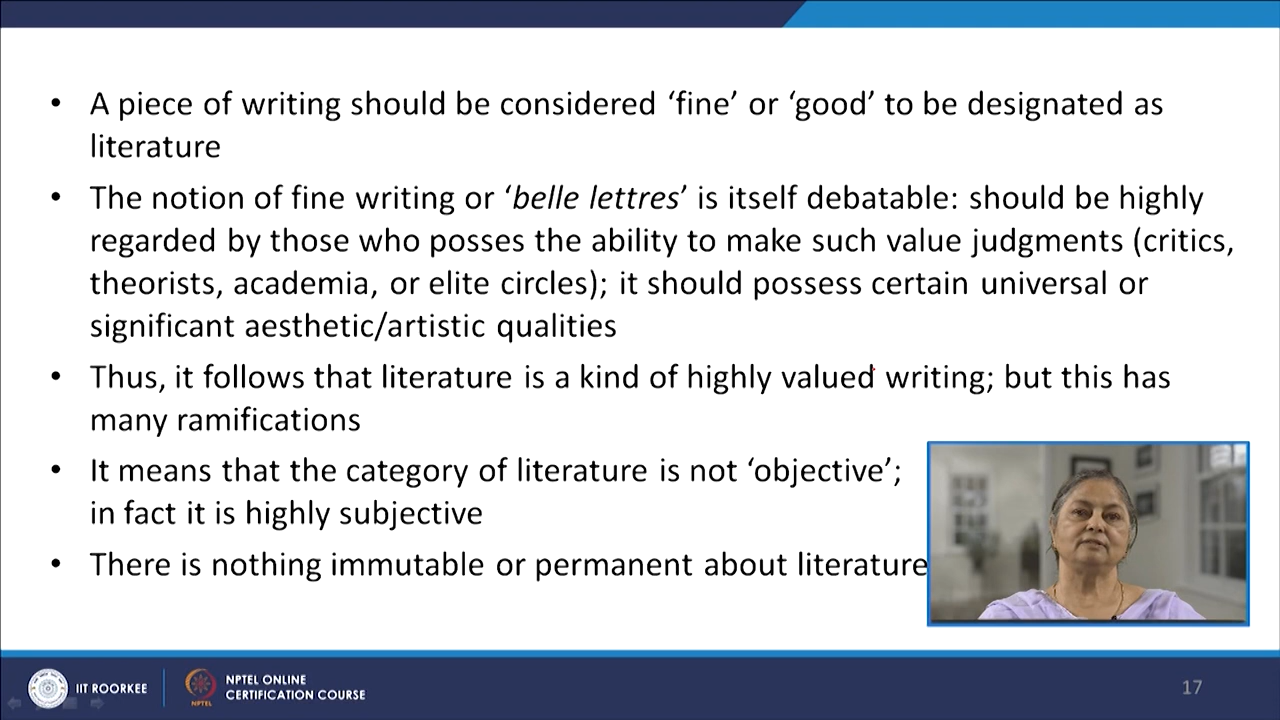 • A piece of writing should be considered ‘fine’ or ‘good’ to be designated as
literature
• The notion of fine writing or ‘belle lettres’ is itself debatable: should be highly
regarded by those who posses the ability to make such value judgments (critics,
theorists, academia, or elite circles); it should possess certain universal or
significant aesthetic/artistic qualities
• Thus, it follows that literature is a kind of highly valued writing; but this has
many ramifications
• It means that the category of literature is not ‘objective’;
in fact it is highly subjective
• There is nothing immutable or permanent about literature
IIT ROORKEE
NPTEL
NPTEL ONLINE
CERTIFICATION COURSE
17